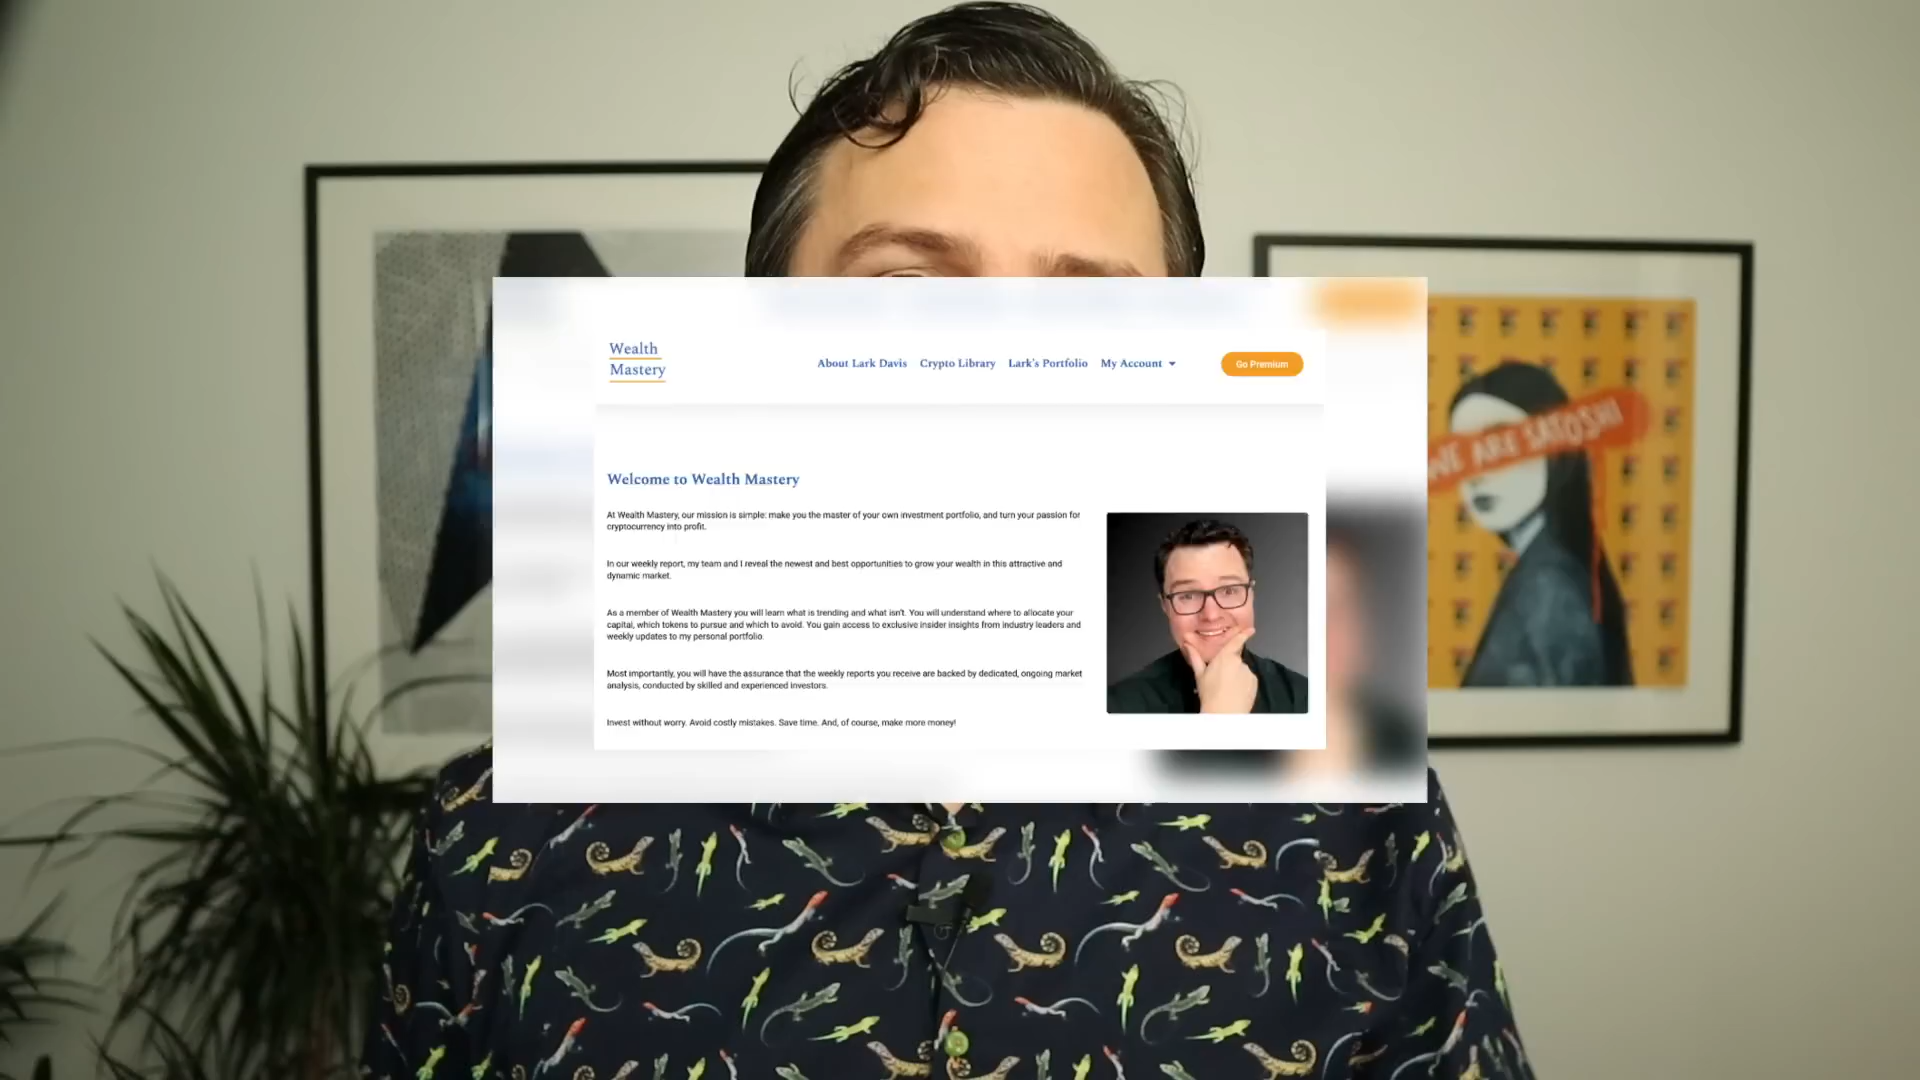 Wealth
Mastery
About Lark Davis
Crypto Library
Lark's Portfolio
My Account
Go Premium
Welcome to Wealth Mastery
At Wealth Mastery, our mission is simple: make you the master of your own investment portfolio, and turn your passion for
cryptocurrency into profit.
In our weekly report, my team and I reveal the newest and best opportunities to grow your wealth in this attractive and
dynamic market.
As a member of Wealth Mastery you will learn what is trending and what isn't. You will understand where to allocate your
capital, which tokens to pursue and which to avoid. You gain access to exclusive insider insights from industry leaders and
weekly updates to my personal portfolio.
Most importantly, you will have the assurance that the weekly reports you receive are backed by dedicated, ongoing market
analysis, conducted by skilled and experienced investors.
Invest without worry. Avoid costly mistakes. Save time. And, of course, make more money!
WE ARE SATOSHI